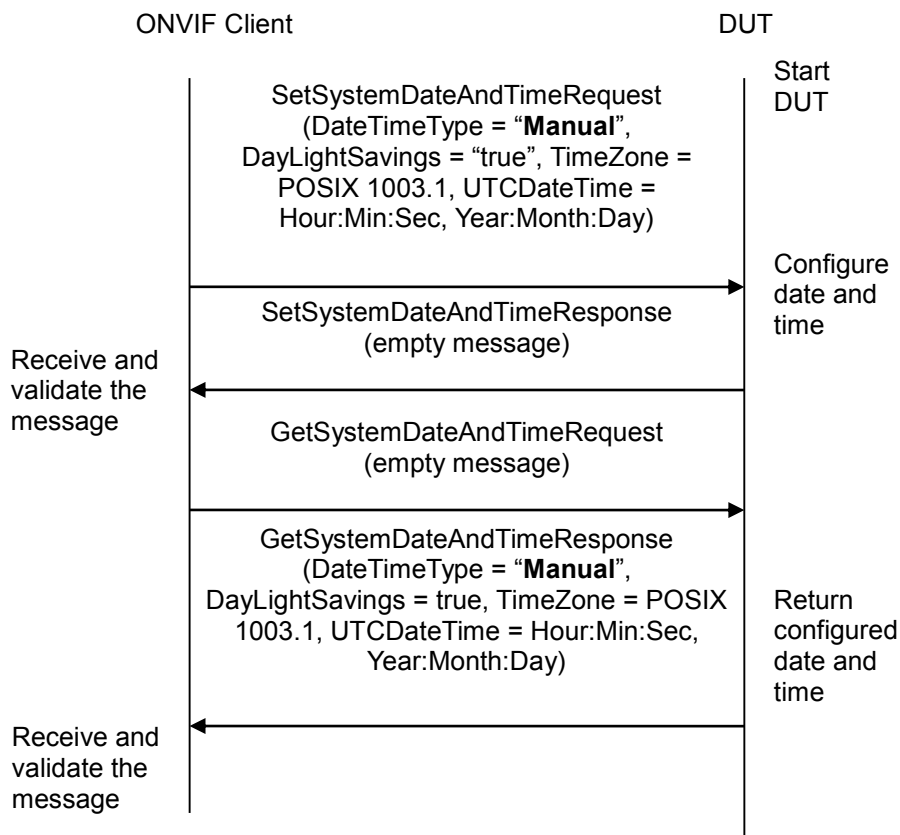 ONVIF Client
DUT
Start
DUT
SetSystemDateAndTimeRequest
(DateTimeType = “Manual”,
DayLightSavings = “true”, TimeZone =
POSIX 1003.1, UTCDateTime =
Hour:Min:Sec, Year:Month:Day)
Configure
date and
time
SetSystemDateAndTimeResponse
(empty message)
Receive and
validate the
message
GetSystemDateAndTimeRequest
(empty message)
GetSystemDateAndTimeResponse
(DateTimeType = “Manual”,
DayLightSavings = true, TimeZone = POSIX
1003.1, UTCDateTime = Hour:Min:Sec,
Year:Month:Day)
Return
configured
date and
time
Receive and
validate the
message